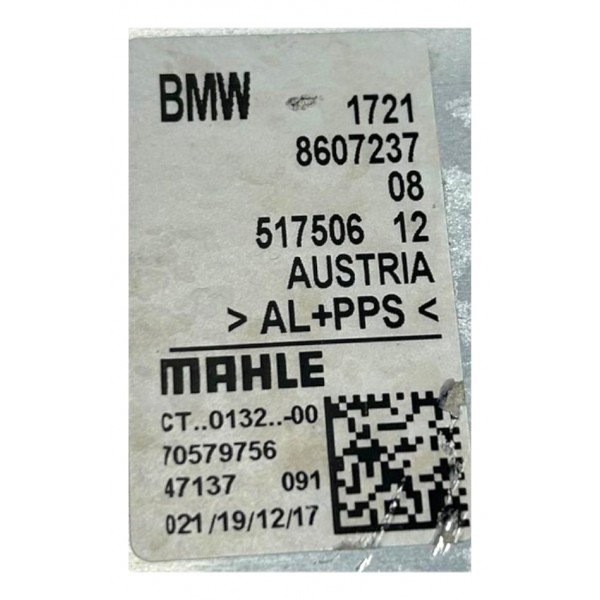 BMW 1721
8607237
08
517506 12
AUSTRIA
> AL+PPS <
MAHLE
CT..0132..-00
70579756
47137 091
021/19/12/17